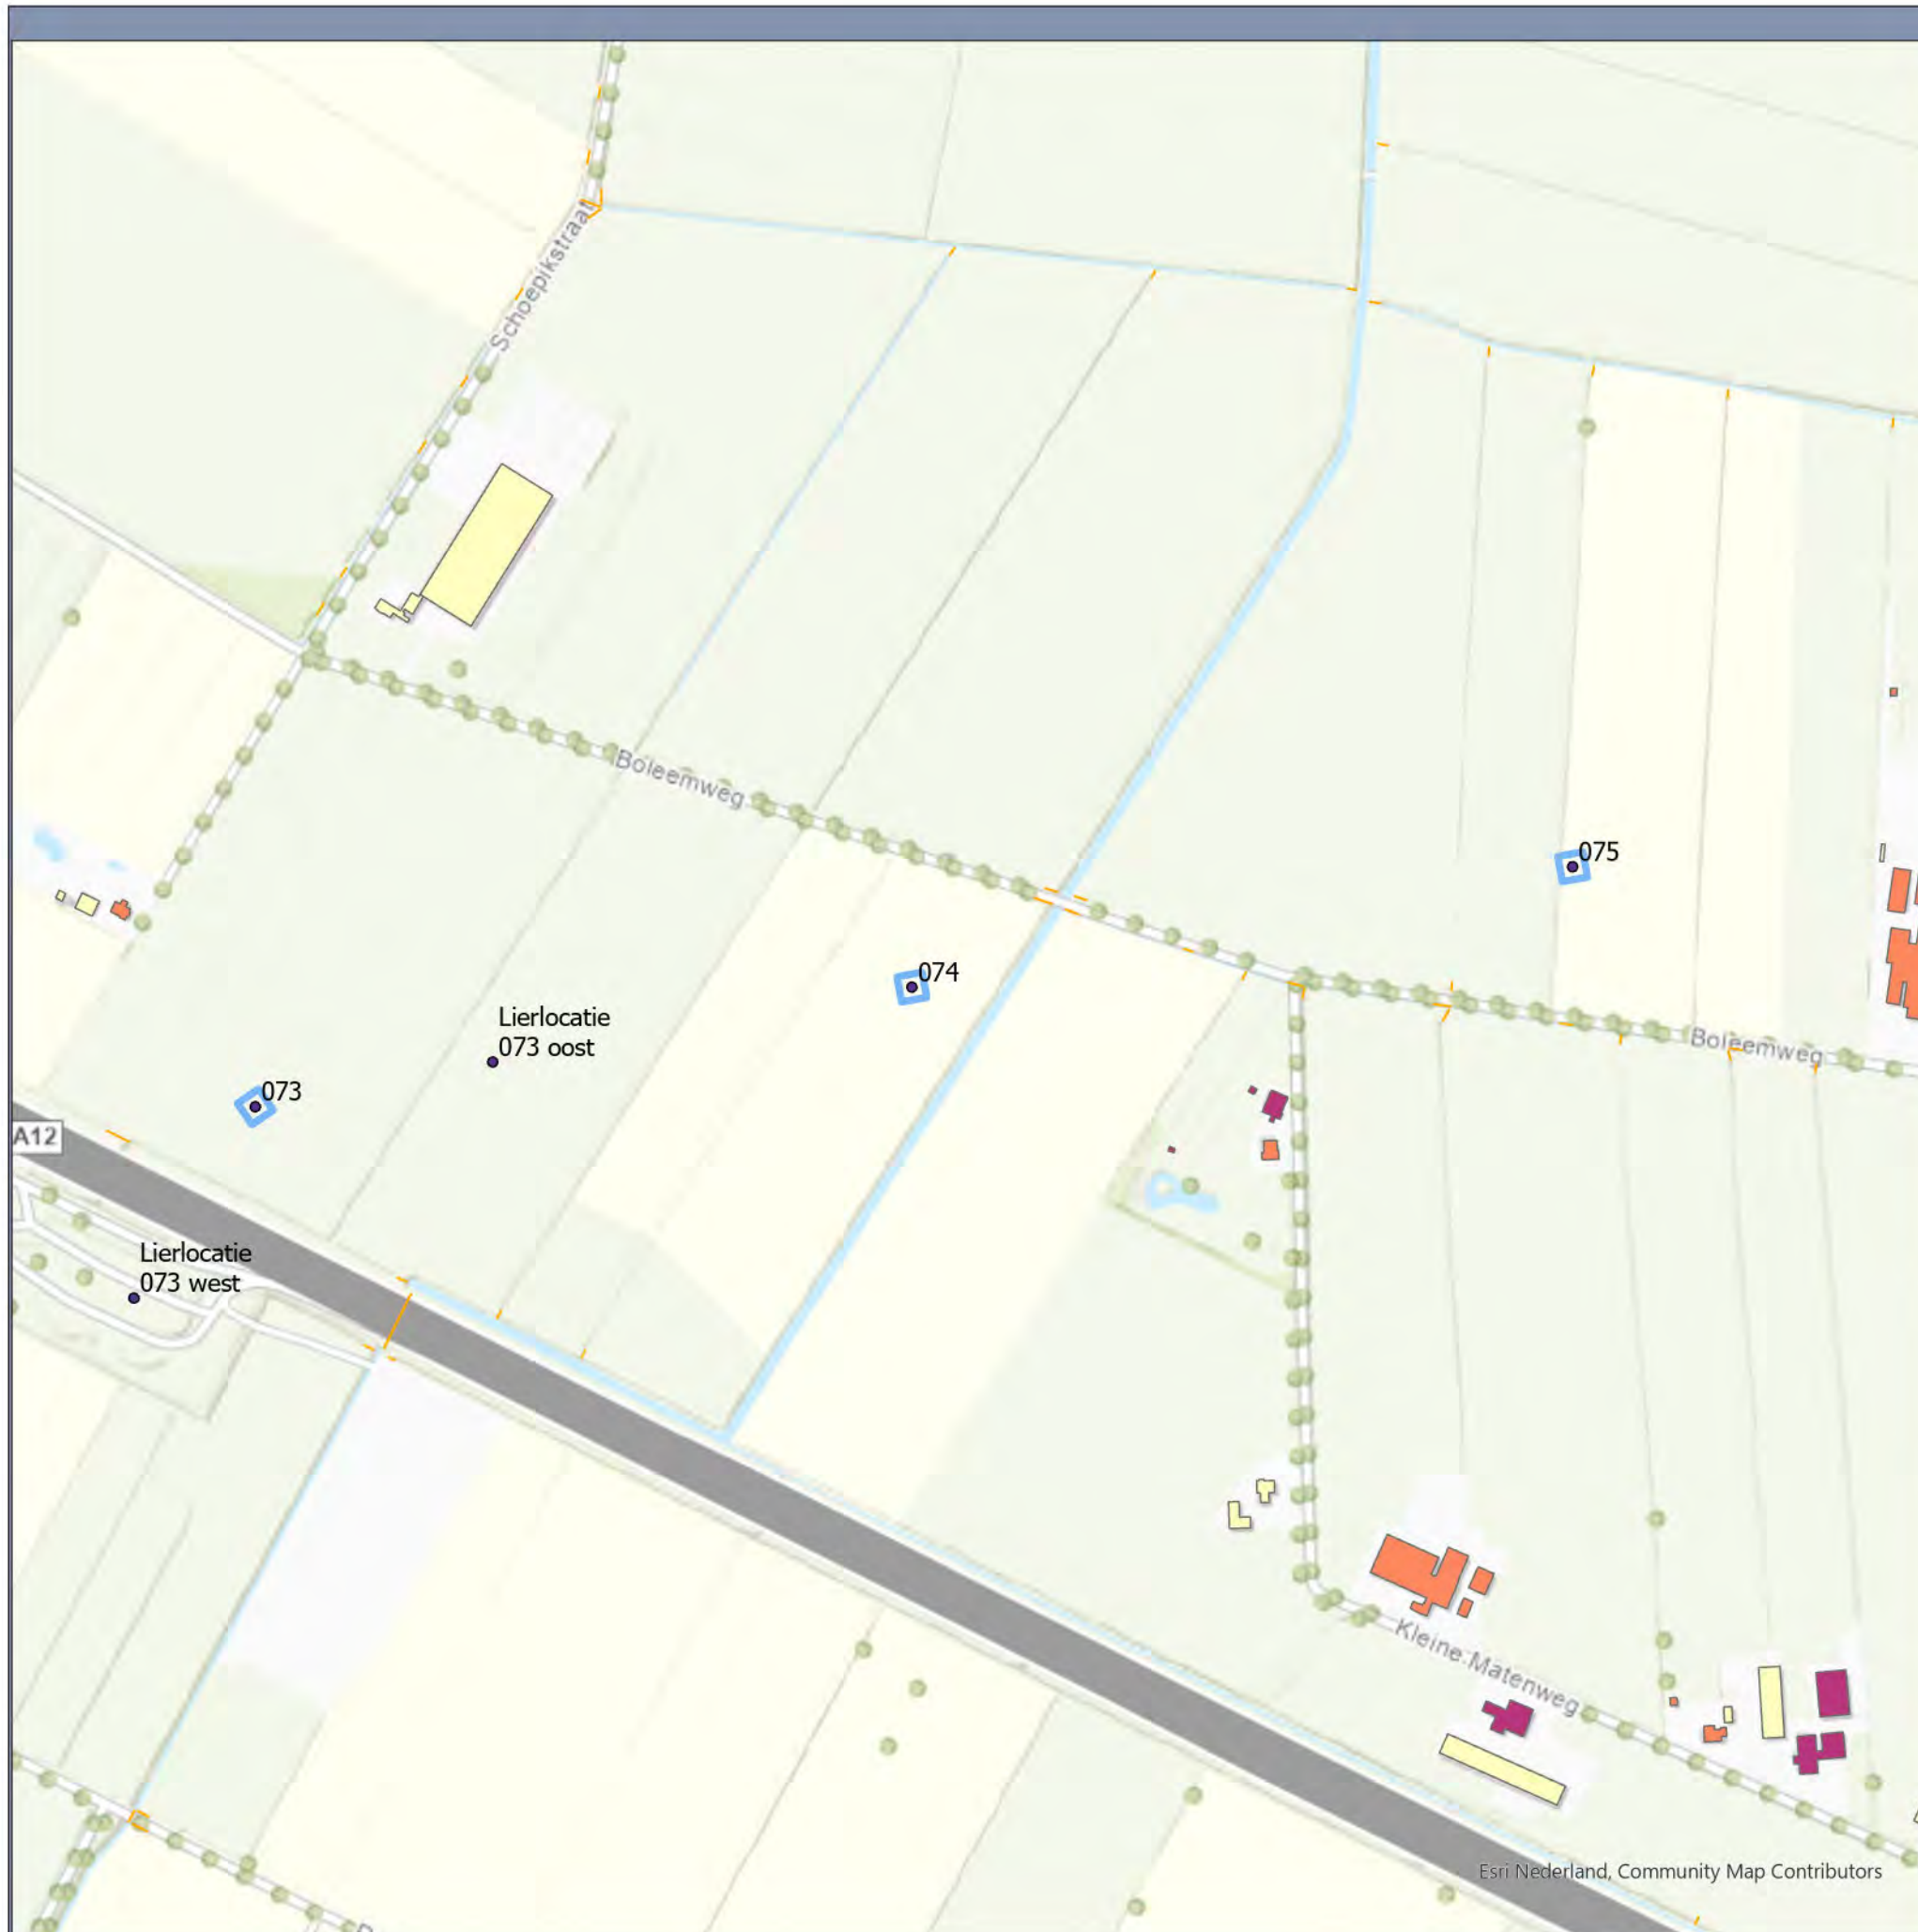 Schoepikstraat
Boleemweg
075
074
Lierlocatie
073 oost
Boleemweg
073
A12
Lierlocatie
073 west
Kleine Matenweg
Esri Nederland, Community Map Contributors